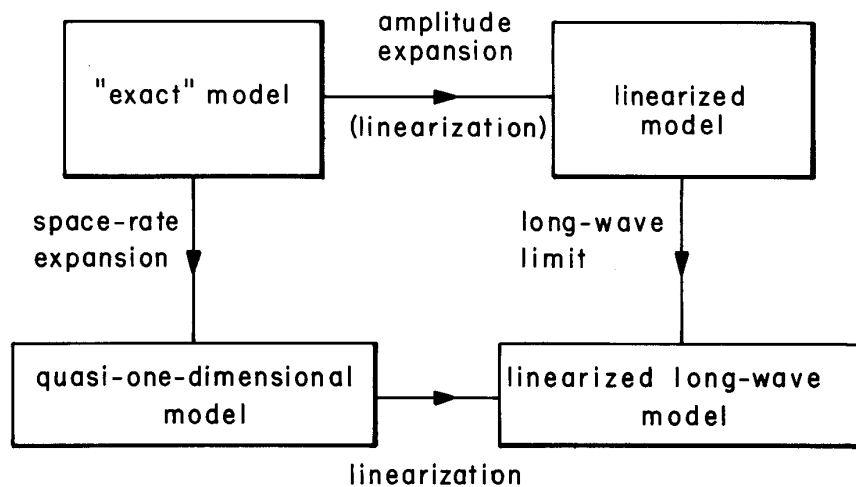 amplitude
expansion
"exact" model
(linearization)
linearized
model
space-rate
expansion
long-wave
limit
quasi-one-dimensional
model
linearized long-wave
model
linearization